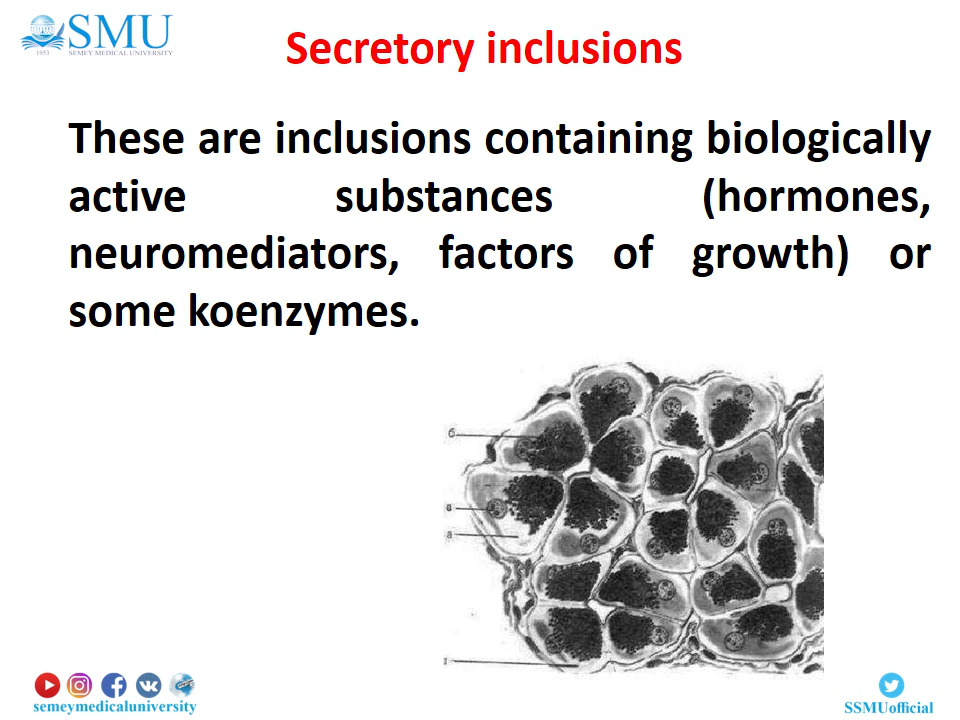 SMU
1953
SEMEY MEDICAL UNIVERSITY
Secretory inclusions
These are inclusions containing biologically
active substances (hormones,
neuromediators, factors of growth) or
some koenzymes.
б
semeymedicaluniversity
SSMUofficial